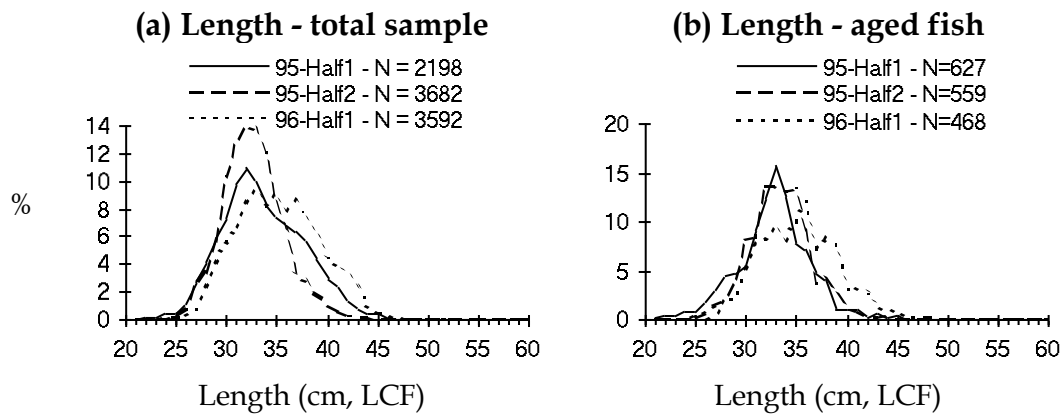 (a) Length - total sample
95-Half1 - N = 2198
95-Half2 - N = 3682
96-Half1 - N = 3592
14
12
10
8
6
4
2
0
%
20 25 30 35 40 45 50 55 60
Length (cm, LCF)
(b) Length - aged fish
95-Half1 - N=627
95-Half2 - N=559
96-Half1 - N=468
20
15
10
5
0
20 25 30 35 40 45 50 55 60
Length (cm, LCF)